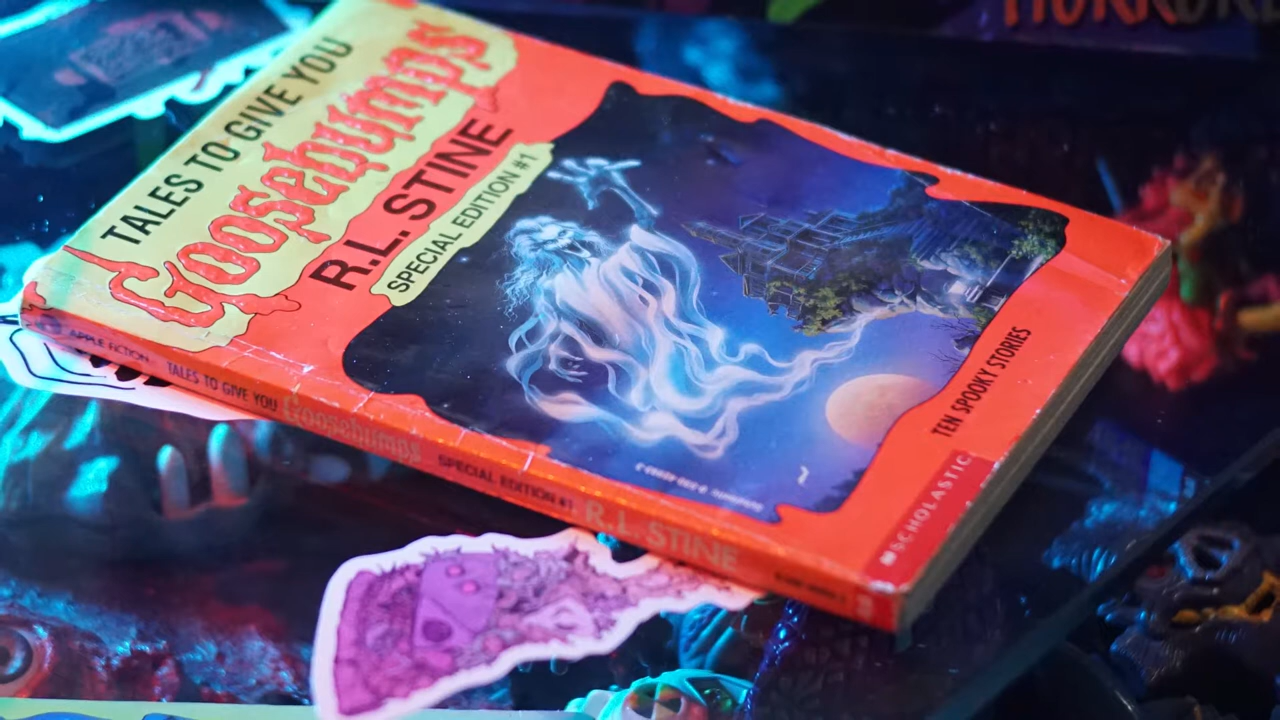 TALES TO GIVE YOU
Goosebumps
R.L. STINE
SPECIAL EDITION #1
TEN SPOOKY STORIES
SCHOLASTIC
APPLE FICTION
TALES TO GIVE YOU
Goosebumps
SPECIAL EDITION #1
R.L. STINE